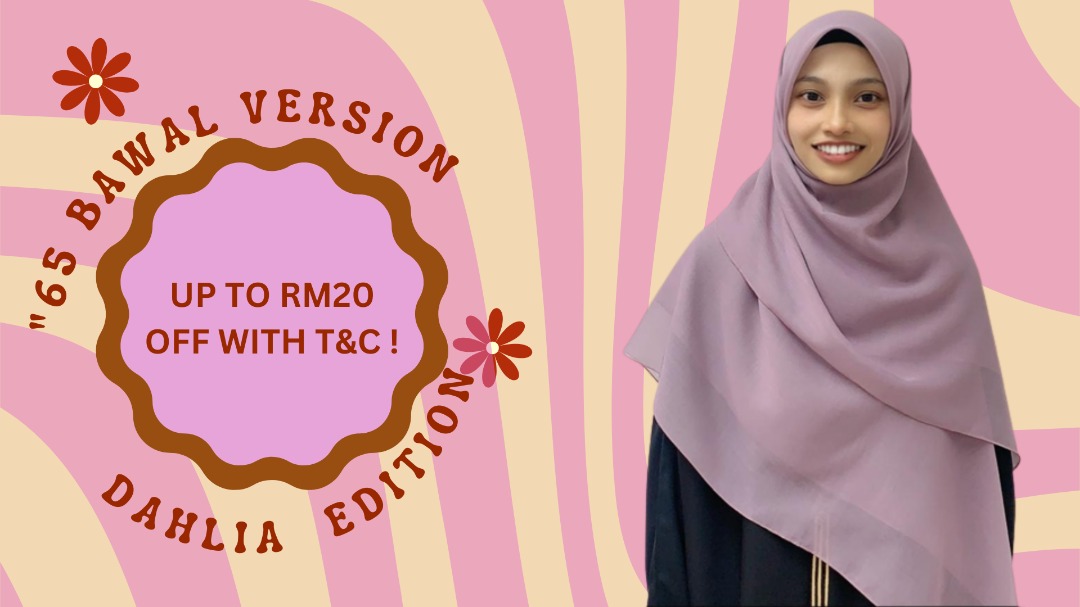 "65 BAWAL VERSION
UP TO RM20
OFF WITH T&C !
DAHLIA EDITION